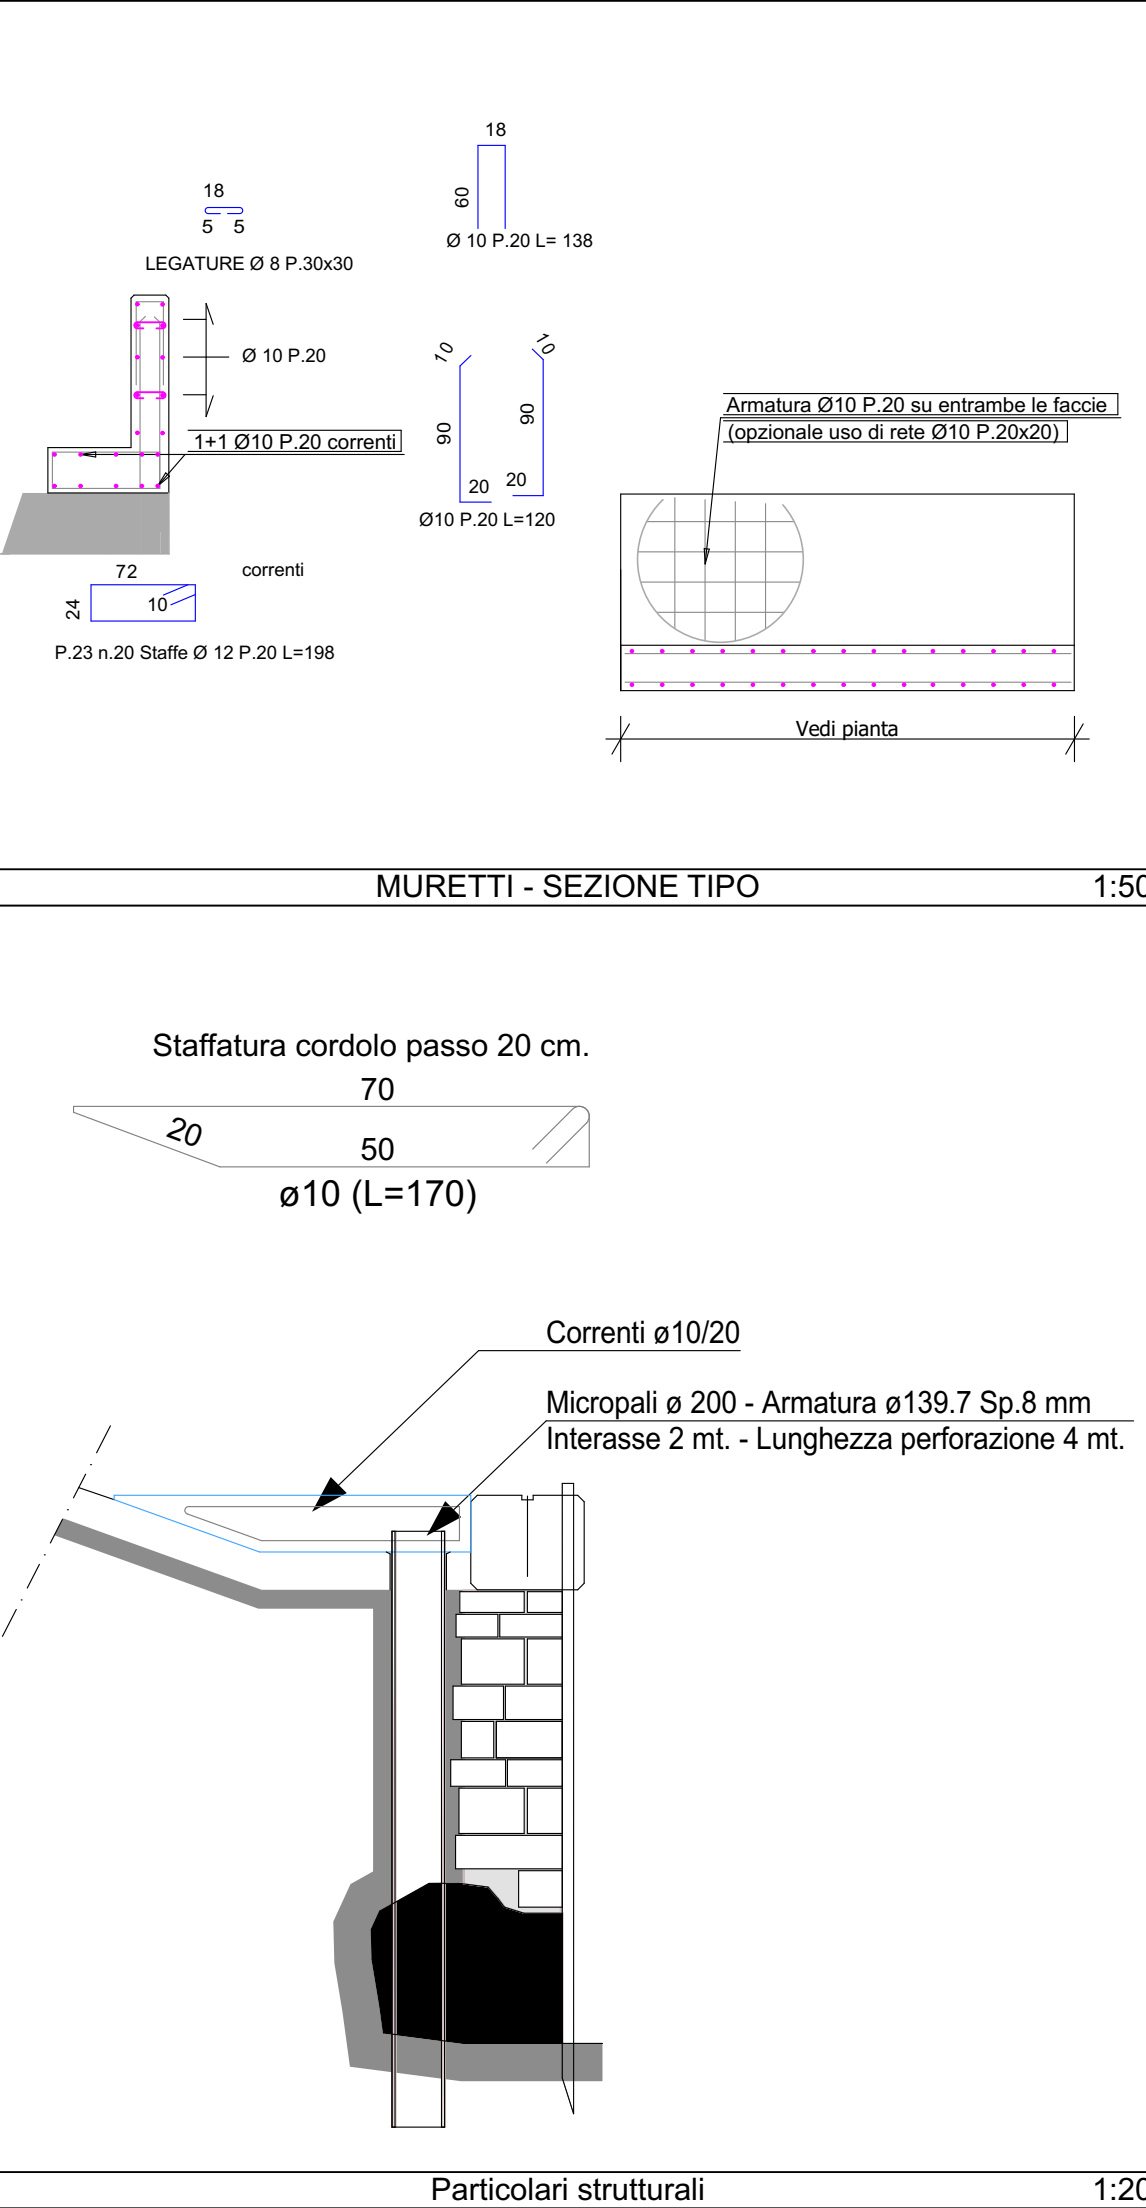 18
60
Ø 10 P.20 L= 138
18
5 5
LEGATURE Ø 8 P.30x30
Ø 10 P.20
1+1 Ø10 P.20 correnti
10
10
90
90
20
20
Ø10 P.20 L=120
Armatura Ø10 P.20 su entrambe le faccie
(opzionale uso di rete Ø10 P.20x20)
72
correnti
24
10
P.23 n.20 Staffe Ø 12 P.20 L=198
Vedi pianta
MURETTI - SEZIONE TIPO 1:50
Staffatura cordolo passo 20 cm.
70
20
50
ø10 (L=170)
Correnti ø10/20
Micropali ø 200 - Armatura ø139.7 Sp.8 mm
Interasse 2 mt. - Lunghezza perforazione 4 mt.
Particolari strutturali 1:20